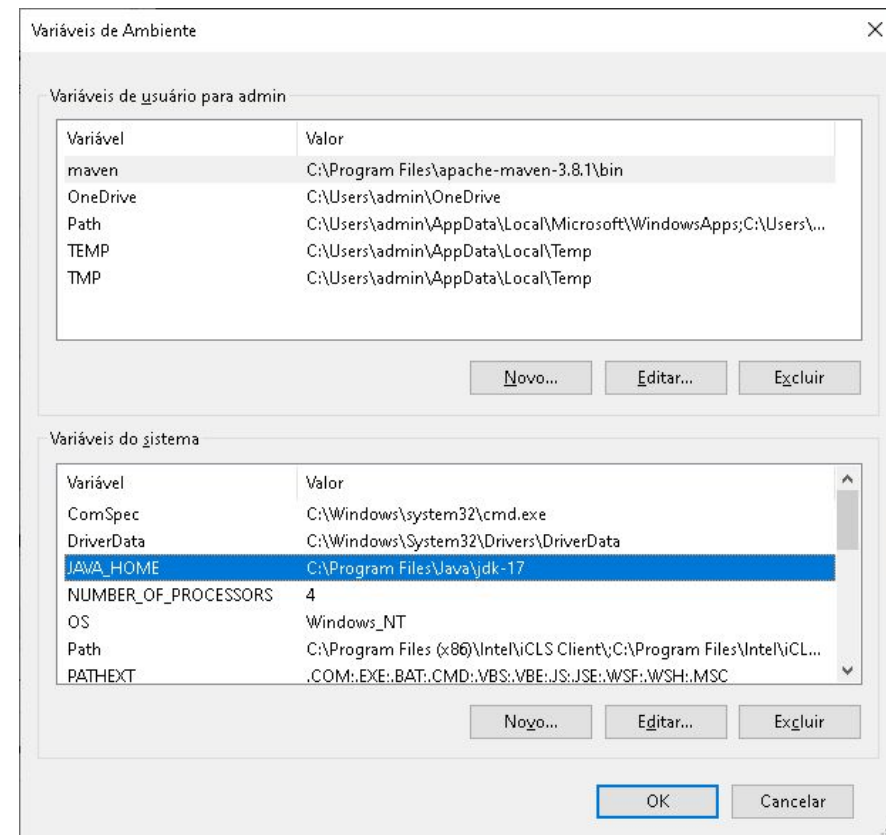 Variáveis de Ambiente
Variáveis de usuário para admin
Variável Valor
maven C:\Program Files\apache-maven-3.8.1\bin
OneDrive C:\Users\admin\OneDrive
Path C:\Users\admin\AppData\Local\Microsoft\WindowsApps;C:\Users\...
TEMP C:\Users\admin\AppData\Local\Temp
TMP C:\Users\admin\AppData\Local\Temp
Novo... Editar... Excluir
Variáveis do sistema
Variável Valor
ComSpec C:\Windows\system32\cmd.exe
DriverData C:\Windows\System32\Drivers\DriverData
JAVA_HOME C:\Program Files\Java\jdk-17
NUMBER_OF_PROCESSORS 4
OS Windows_NT
Path C:\Program Files (x86)\Intel\iCLS Client\;C:\Program Files\Intel\iCL...
PATHEXT .COM;.EXE;.BAT;.CMD;.VBS;.VBE;.JS;.JSE;.WSF;.WSH;.MSC
Novo... Editar... Excluir
OK Cancelar